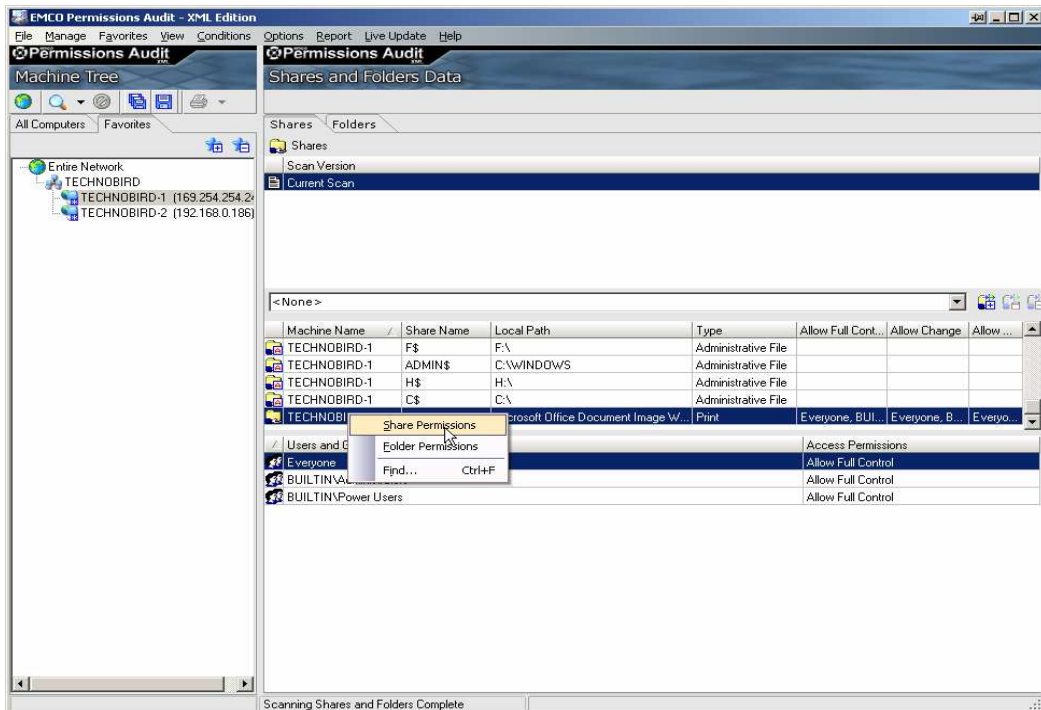 EMCO Permissions Audit - XML Edition
File Manage Favorites View Conditions Options Report Live Update Help
Permissions Audit
XML
Machine Tree
Permissions Audit
XML
Shares and Folders Data
All Computers Favorites
Entire Network
TECHNOBIRD
TECHNOBIRD-1 (169.254.254.2
TECHNOBIRD-2 (192.168.0.186)
Shares Folders
Shares
Scan Version
Current Scan
<None>
Machine Name Share Name Local Path Type Allow Full Cont... Allow Change Allow ...
TECHNOBIRD-1 F$ F:\ Administrative File
TECHNOBIRD-1 ADMIN$ C:\WINDOWS Administrative File
TECHNOBIRD-1 H$ H:\ Administrative File
TECHNOBIRD-1 C$ C:\ Administrative File
TECHNOBI crosoft Office Document Image W... Print Everyone, BUI... Everyone, B... Everyo...
Share Permissions
Folder Permissions
Find... Ctrl+F
Users and G Access Permissions
Everyone Allow Full Control
BUILTIN\A Allow Full Control
BUILTIN\Power Users Allow Full Control
Scanning Shares and Folders Complete